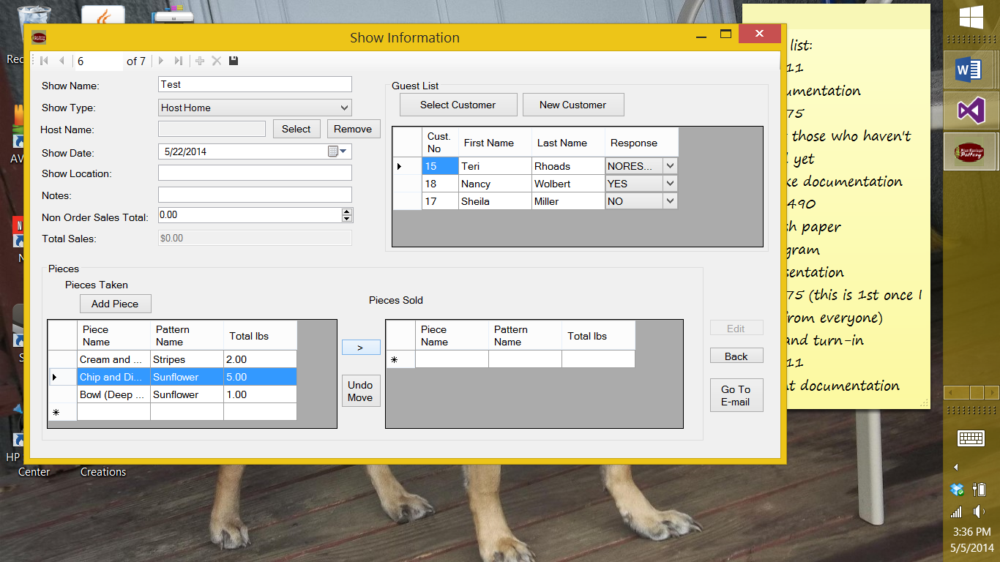 Show Information
6 of 7
Show Name: Test
Show Type: Host Home
Host Name: Select Remove
Show Date: 5/22/2014
Show Location:
Notes:
Non Order Sales Total: 0.00
Total Sales: $0.00
Guest List
Select Customer New Customer
Cust. No First Name Last Name Response
15 Teri Rhoads NORES...
18 Nancy Wolbert YES
17 Sheila Miller NO
Pieces
Pieces Taken
Add Piece
Piece Name Pattern Name Total lbs
Cream and ... Stripes 2.00
Chip and Di... Sunflower 5.00
Bowl (Deep ... Sunflower 1.00
>
Undo
Move
Pieces Sold
Piece Name Pattern Name Total lbs
Edit
Back
Go To
E-mail
list:
11
umentation
75
those who haven't
yet
ke documentation
490
sh paper
gram
sentation
75 (this is 1st once I
from everyone)
and turn-in
11
nt documentation
Rec
AV
N
S
HP
Center
Creations
3:36 PM
5/5/2014